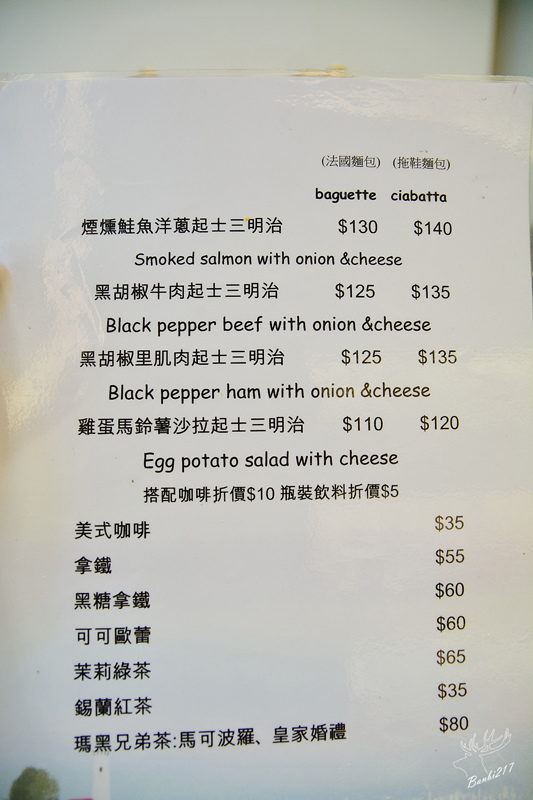 (法國麵包) (拖鞋麵包)
baguette ciabatta
煙燻鮭魚洋蔥起士三明治 $130 $140
Smoked salmon with onion &cheese
黑胡椒牛肉起士三明治 $125 $135
Black pepper beef with onion &cheese
黑胡椒里肌肉起士三明治 $125 $135
Black pepper ham with onion &cheese
雞蛋馬鈴薯沙拉起士三明治 $110 $120
Egg potato salad with cheese
搭配咖啡折價$10 瓶裝飲料折價$5
美式咖啡 $35
拿鐵 $55
黑糖拿鐵 $60
可可歐蕾 $60
茉莉綠茶 $65
錫蘭紅茶 $35
瑪黑兄弟茶:馬可波羅、皇家婚禮 $80
Banbi217